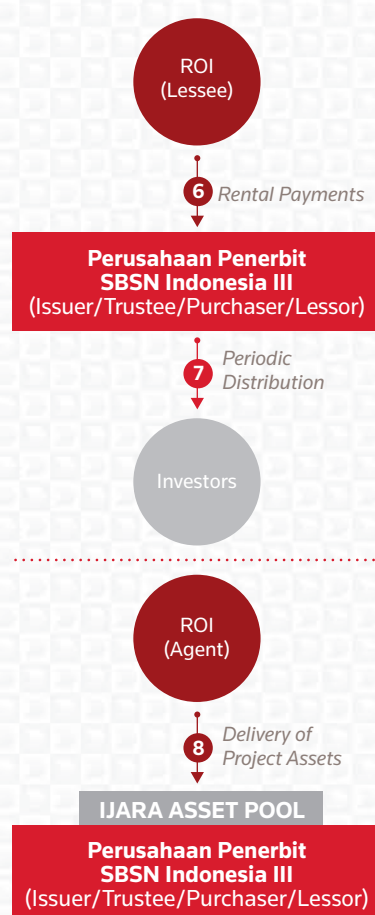 ROI
(Lessee)
6 Rental Payments
Perusahaan Penerbit
SBSN Indonesia III
(Issuer/Trustee/Purchaser/Lessor)
7 Periodic
Distribution
Investors
ROI
(Agent)
8 Delivery of
Project Assets
IJARA ASSET POOL
Perusahaan Penerbit
SBSN Indonesia III
(Issuer/Trustee/Purchaser/Lessor)